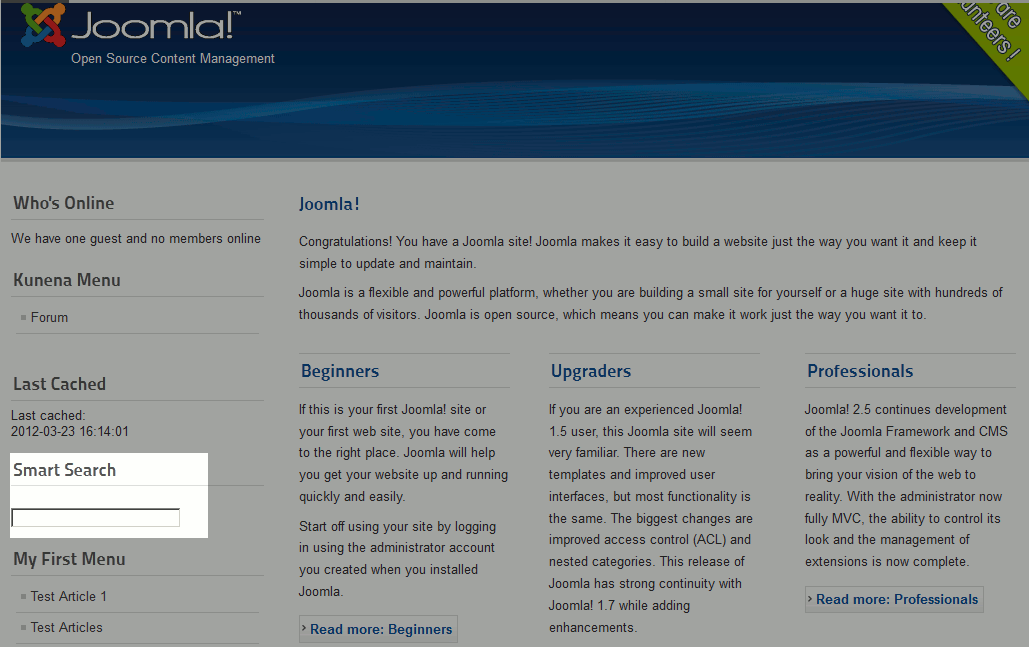 Joomla!™
Open Source Content Management
are
unteers !
Who's Online
We have one guest and no members online
Kunena Menu
Forum
Last Cached
Last cached:
2012-03-23 16:14:01
Smart Search
My First Menu
Test Article 1
Test Articles
Joomla!
Congratulations! You have a Joomla site! Joomla makes it easy to build a website just the way you want it and keep it
simple to update and maintain.
Joomla is a flexible and powerful platform, whether you are building a small site for yourself or a huge site with hundreds of
thousands of visitors. Joomla is open source, which means you can make it work just the way you want it to.
Beginners
If this is your first Joomla! site or
your first web site, you have come
to the right place. Joomla will help
you get your website up and running
quickly and easily.
Start off using your site by logging
in using the administrator account
you created when you installed
Joomla.
Read more: Beginners
Upgraders
If you are an experienced Joomla!
1.5 user, this Joomla site will seem
very familiar. There are new
templates and improved user
interfaces, but most functionality is
the same. The biggest changes are
improved access control (ACL) and
nested categories. This release of
Joomla has strong continuity with
Joomla! 1.7 while adding
enhancements.
Professionals
Joomla! 2.5 continues development
of the Joomla Framework and CMS
as a powerful and flexible way to
bring your vision of the web to
reality. With the administrator now
fully MVC, the ability to control its
look and the management of
extensions is now complete.
Read more: Professionals